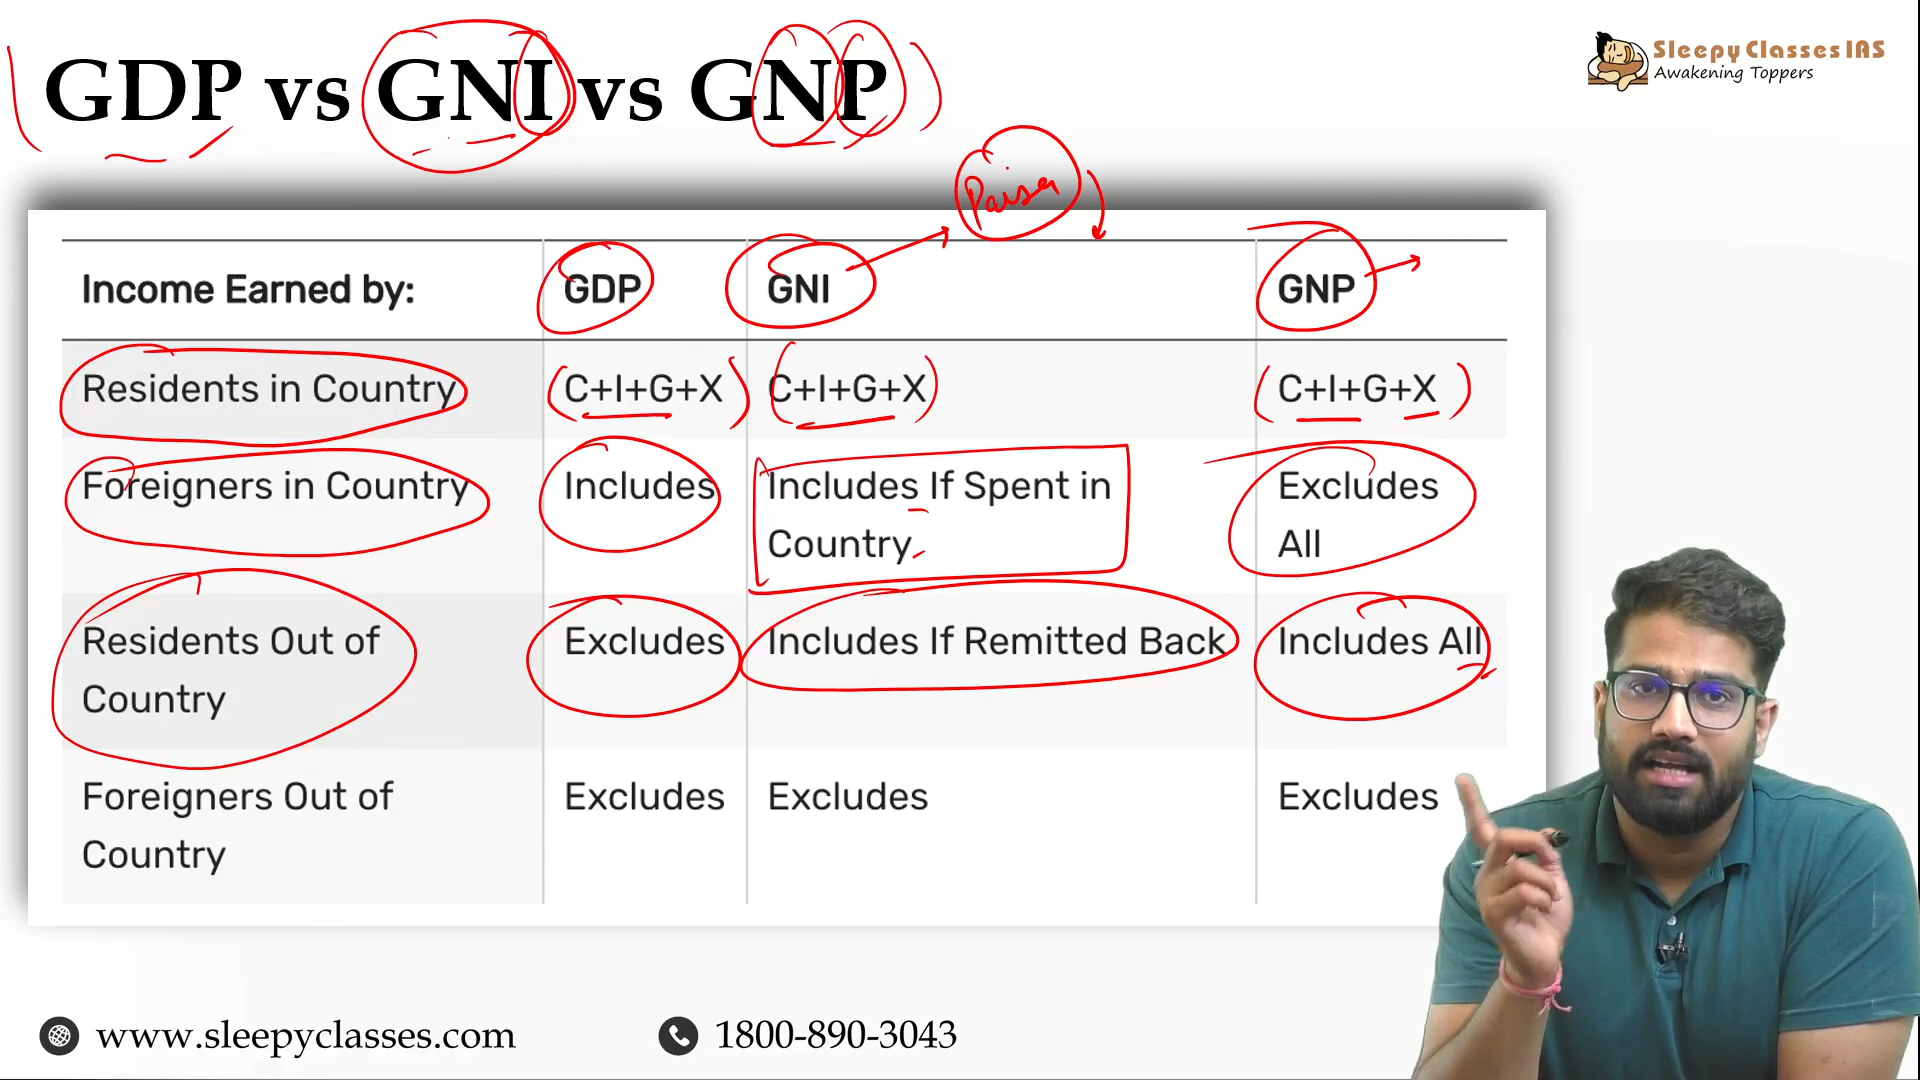 GDP vs GNI vs GNP
Sleepy Classes IAS
Awakening Toppers
Paisa
Income Earned by: GDP GNI GNP
Residents in Country C+I+G+X C+I+G+X C+I+G+X
Foreigners in Country Includes Includes If Spent in Excludes
Country All
Residents Out of Excludes Includes If Remitted Back Includes All
Country
Foreigners Out of Excludes Excludes Excludes
Country
www.sleepyclasses.com 1800-890-3043